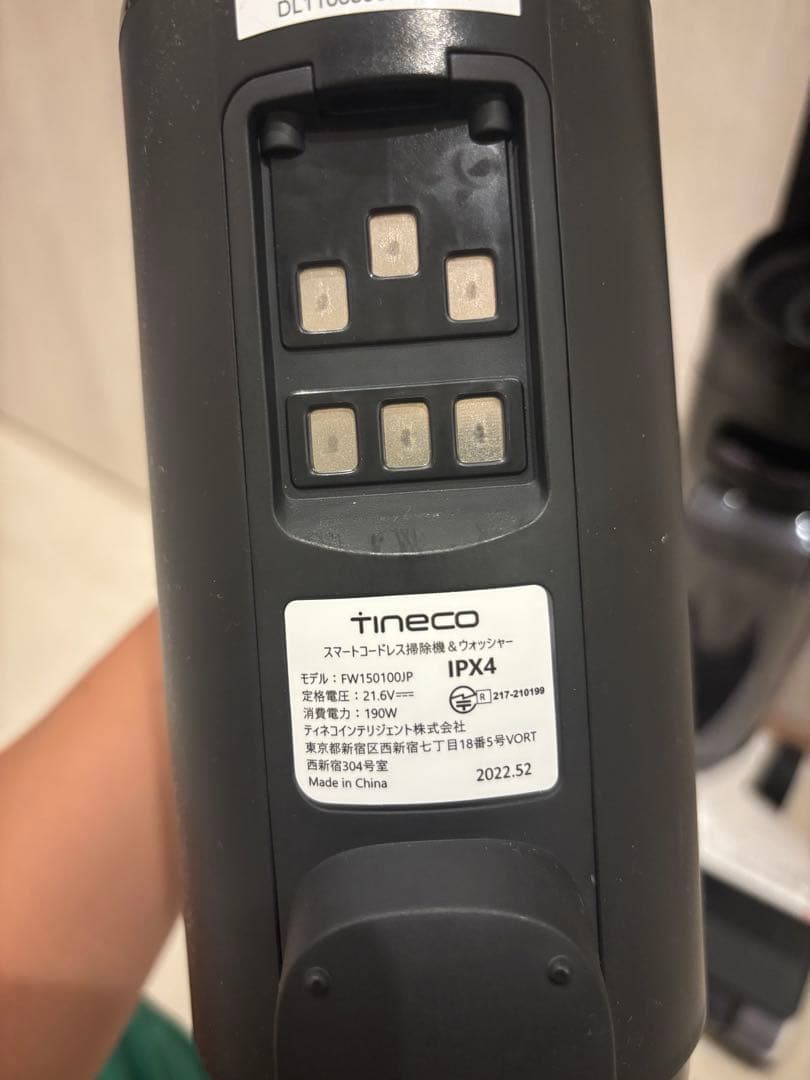 tineco
スマートコードレス掃除機&ウォッシャー
モデル:FW150100JP IPX4
定格電圧:21.6V⎓ R 217-210199
消費電力:190W
ティネコインテリジェント株式会社
東京都新宿区西新宿七丁目18番5号VORT
西新宿304号室
Made in China 2022.52